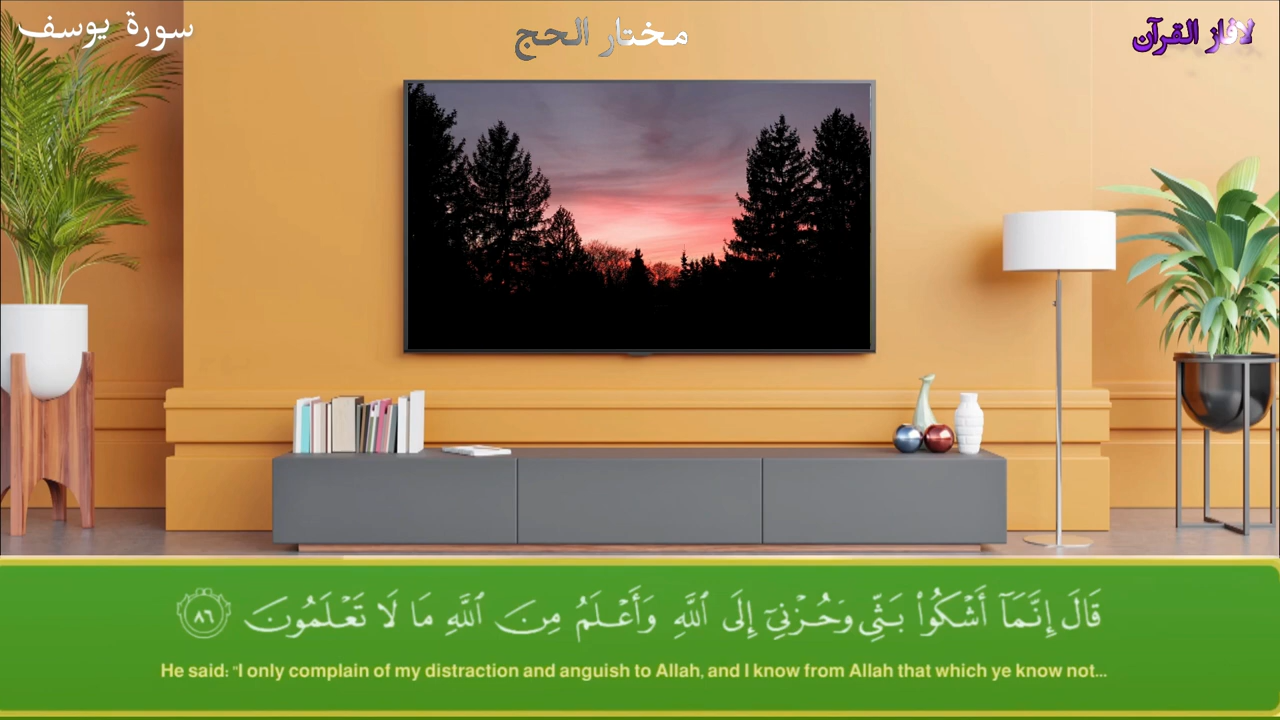 سورة يوسف
مختار الحج
لافاز القرآن
قَالَ إِنَّمَآ أَشْكُوا۟ بَثِّى وَحُزْنِىٓ إِلَى ٱللَّهِ وَأَعْلَمُ مِنَ ٱللَّهِ مَا لَا تَعْلَمُونَ ٨٦
He said: "I only complain of my distraction and anguish to Allah, and I know from Allah that which ye know not...